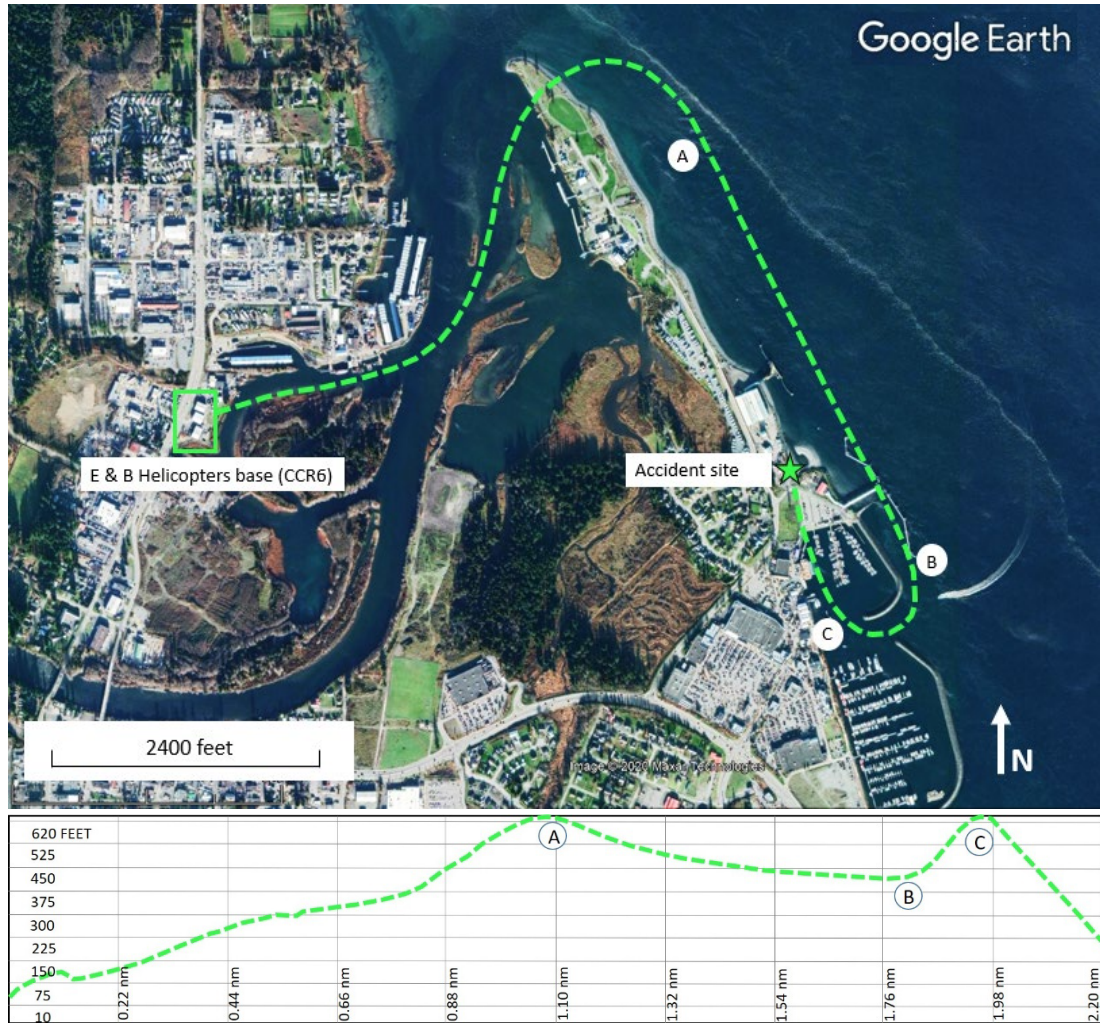 Google Earth
A
E & B Helicopters base (CCR6)
Accident site
B
C
2400 feet
N
Image © 2020 Maxar Technologies
620 FEET
525
450
375
300
225
150
75
10
A
B
C
0.22 nm
0.44 nm
0.66 nm
0.88 nm
1.10 nm
1.32 nm
1.54 nm
1.76 nm
1.98 nm
2.20 nm